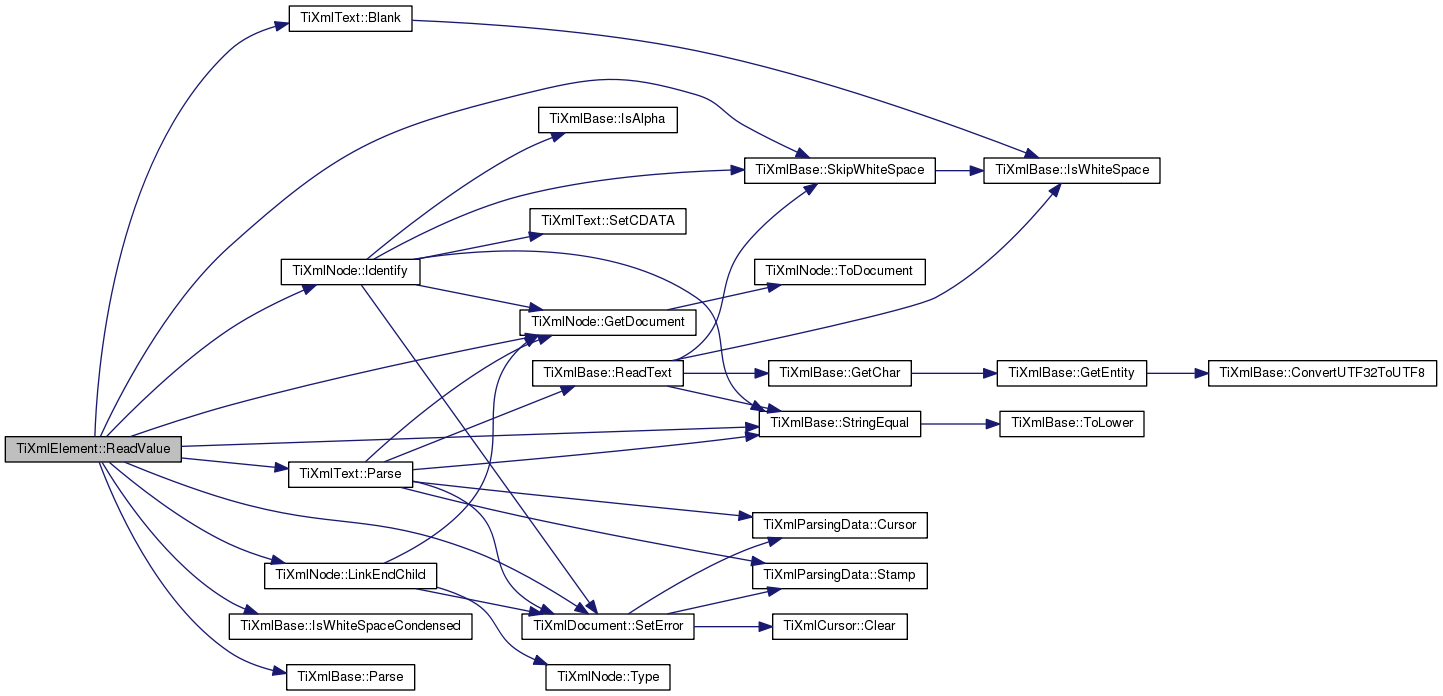 TiXmlText::Blank
TiXmlBase::IsAlpha
TiXmlBase::SkipWhiteSpace
TiXmlBase::IsWhiteSpace
TiXmlText::SetCDATA
TiXmlNode::Identify
TiXmlNode::ToDocument
TiXmlNode::GetDocument
TiXmlBase::ReadText
TiXmlBase::GetChar
TiXmlBase::GetEntity
TiXmlBase::ConvertUTF32ToUTF8
TiXmlBase::StringEqual
TiXmlBase::ToLower
TiXmlElement::ReadValue
TiXmlText::Parse
TiXmlParsingData::Cursor
TiXmlNode::LinkEndChild
TiXmlParsingData::Stamp
TiXmlBase::IsWhiteSpaceCondensed
TiXmlDocument::SetError
TiXmlCursor::Clear
TiXmlBase::Parse
TiXmlNode::Type